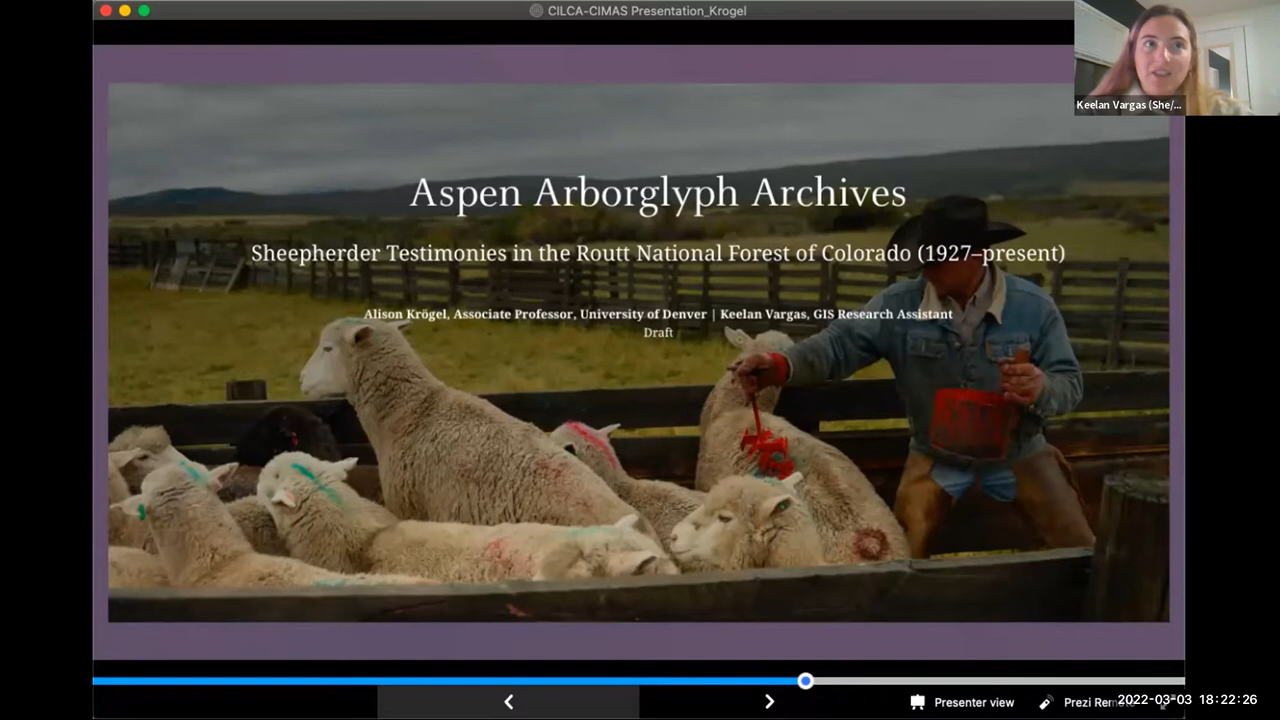 CILCA-CIMAS Presentation_Krogel
Keelan Vargas (She/...
Aspen Arborglyph Archives
Sheepherder Testimonies in the Routt National Forest of Colorado (1927–present)
Alison Krögel, Associate Professor, University of Denver | Keelan Vargas, GIS Research Assistant
Draft
Presenter view
Prezi
2022-03-03 18:22:26